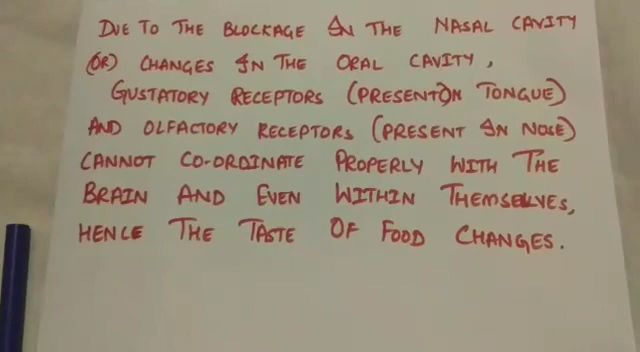 DUE TO THE BLOCKAGE IN THE NASAL CAVITY
(OR) CHANGES IN THE ORAL CAVITY,
GUSTATORY RECEPTORS (PRESENT ON TONGUE)
AND OLFACTORY RECEPTORS (PRESENT IN NOSE)
CANNOT CO-ORDINATE PROPERLY WITH THE
BRAIN AND EVEN WITHIN THEMSELVES,
HENCE THE TASTE OF FOOD CHANGES.